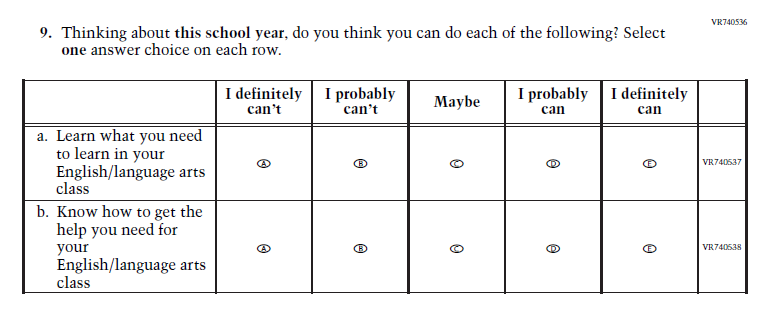 VR740536
9. Thinking about this school year, do you think you can do each of the following? Select
one answer choice on each row.
I definitely can't
I probably can't
Maybe
I probably can
I definitely can
a. Learn what you need
to learn in your
English/language arts
class
A B C D E VR740537
b. Know how to get the
help you need for
your
English/language arts
class
A B C D E VR740538